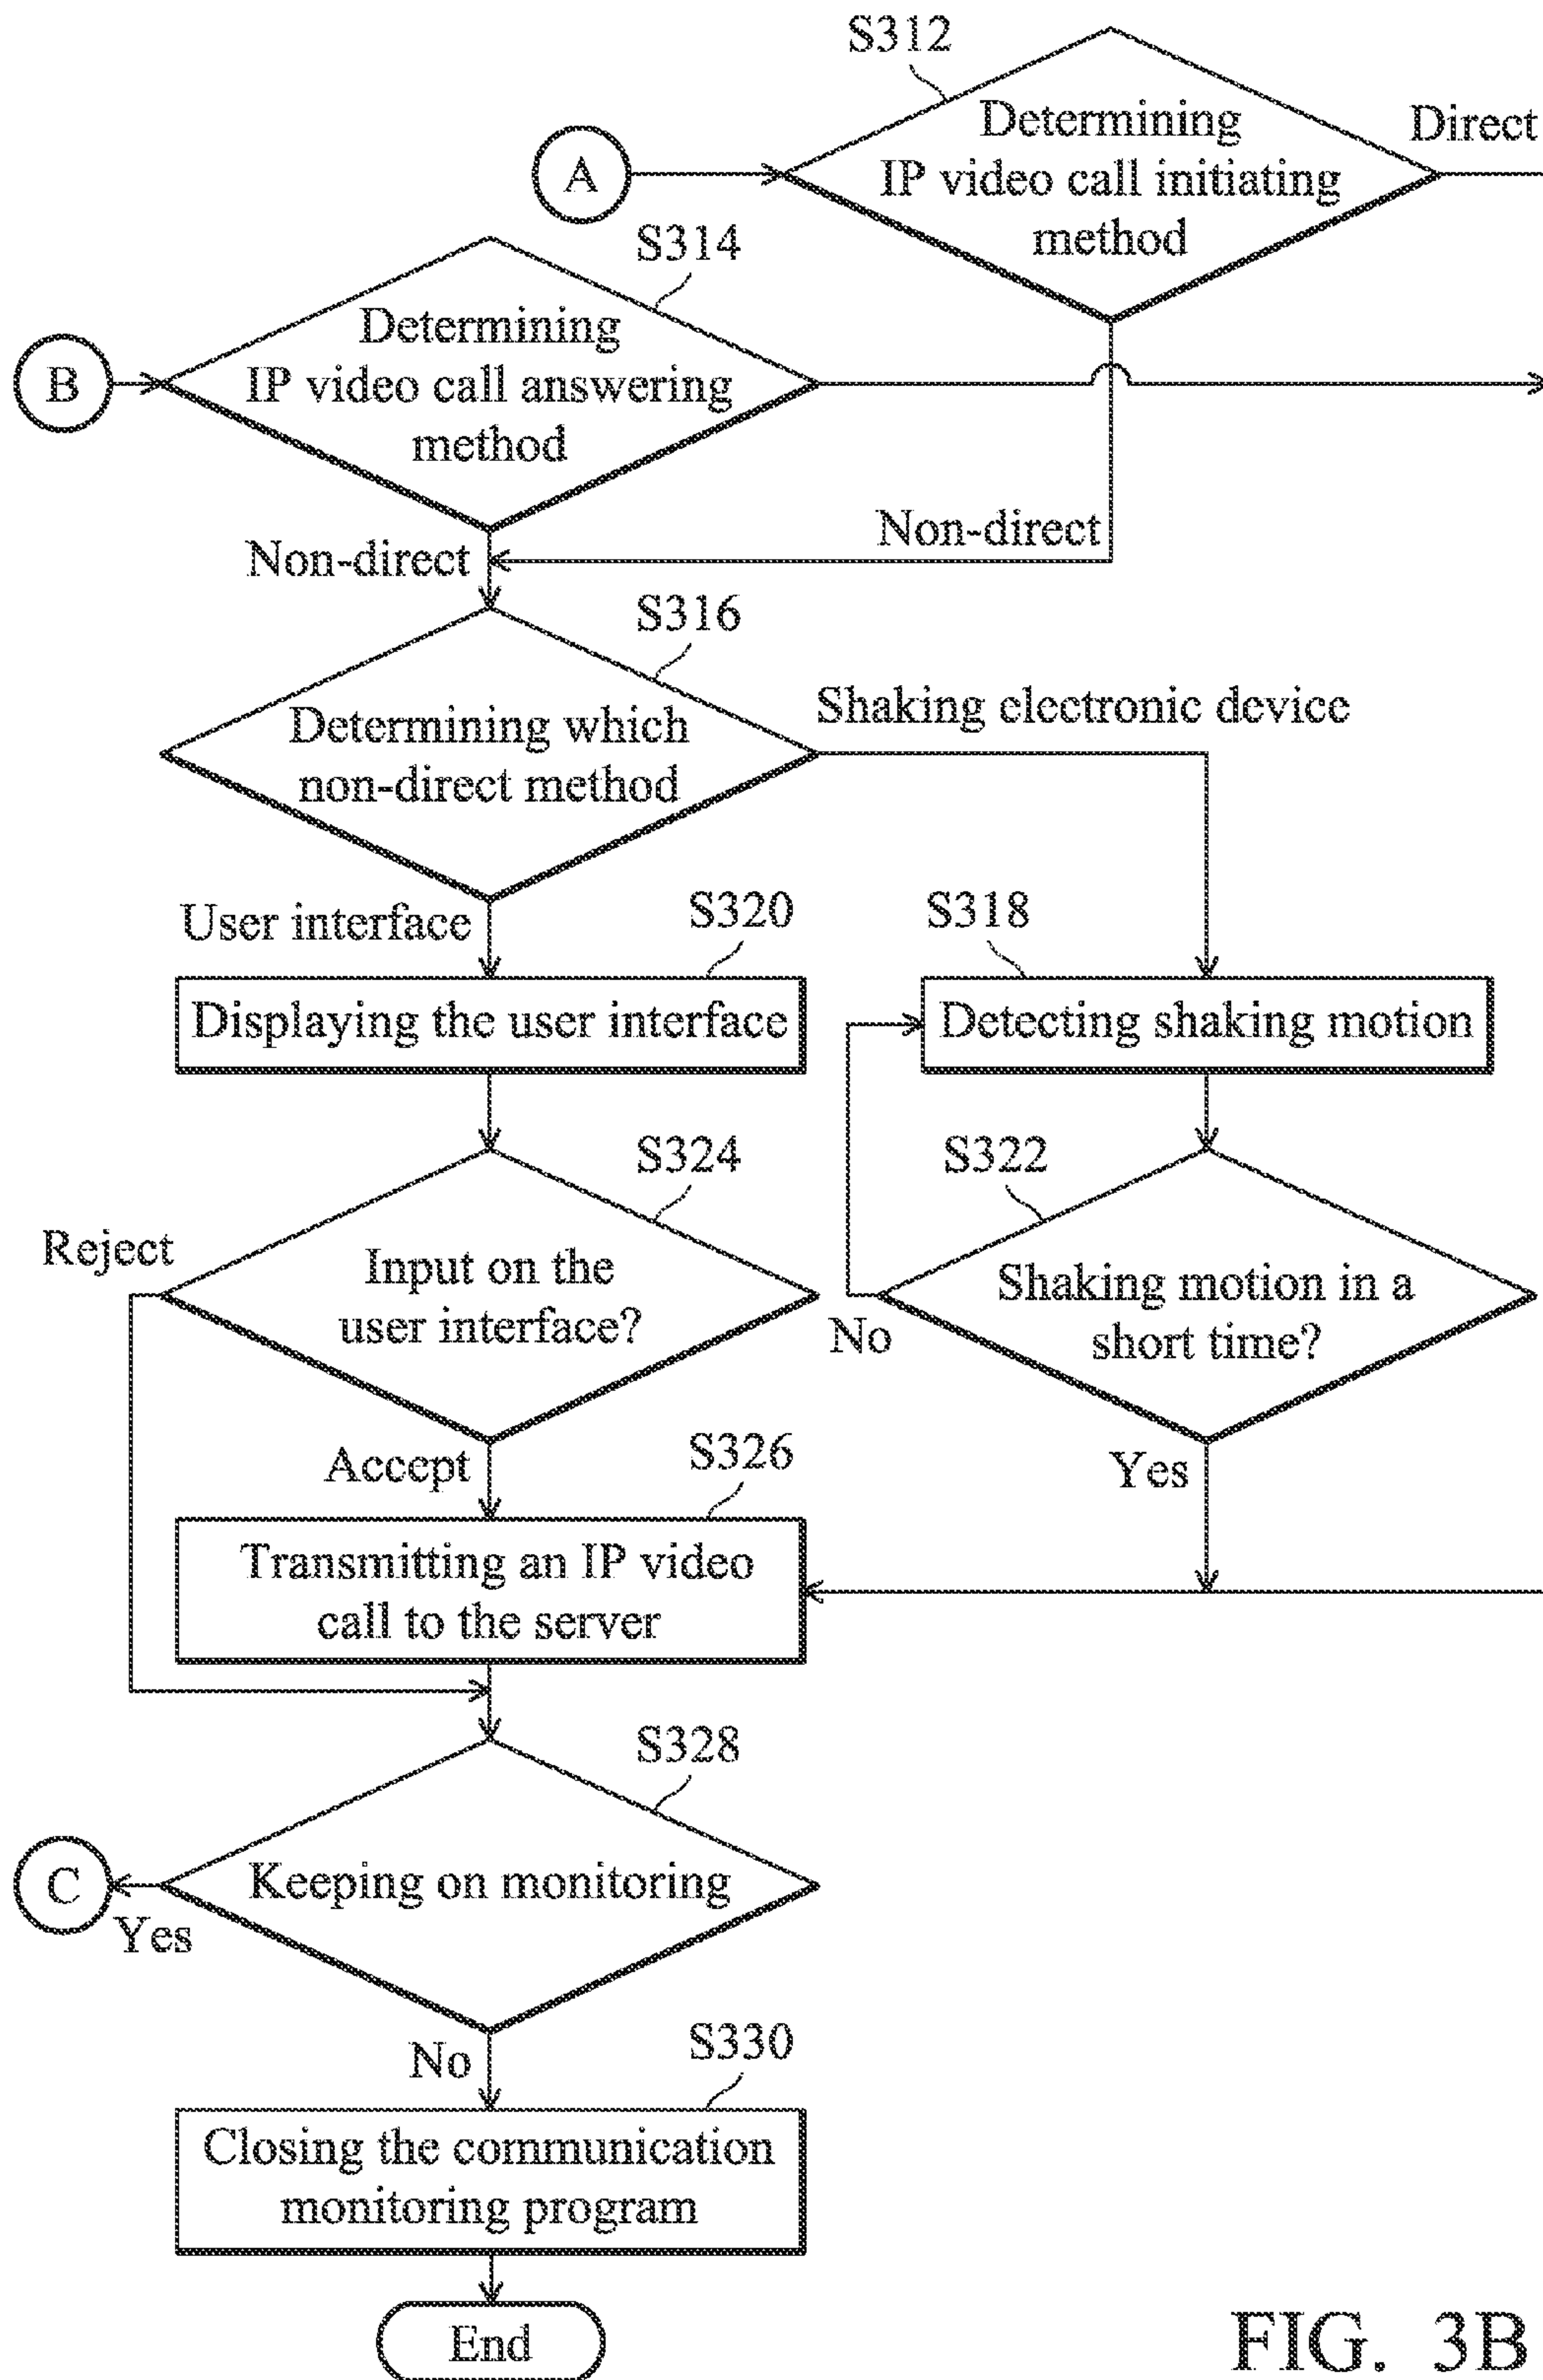 S312
Direct
A
Determining
IP video call initiating
method
S314
B
Determining
IP video call answering
method
Non-direct
Non-direct
S316
Determining which
non-direct method
Shaking electronic device
User interface
S320
S318
Displaying the user interface
Detecting shaking motion
S324
S322
Reject
Input on the
user interface?
No
Shaking motion in a
short time?
Accept
S326
Yes
Transmitting an IP video
call to the server
S328
C
Keeping on monitoring
Yes
No
S330
Closing the communication
monitoring program
End
FIG. 3B